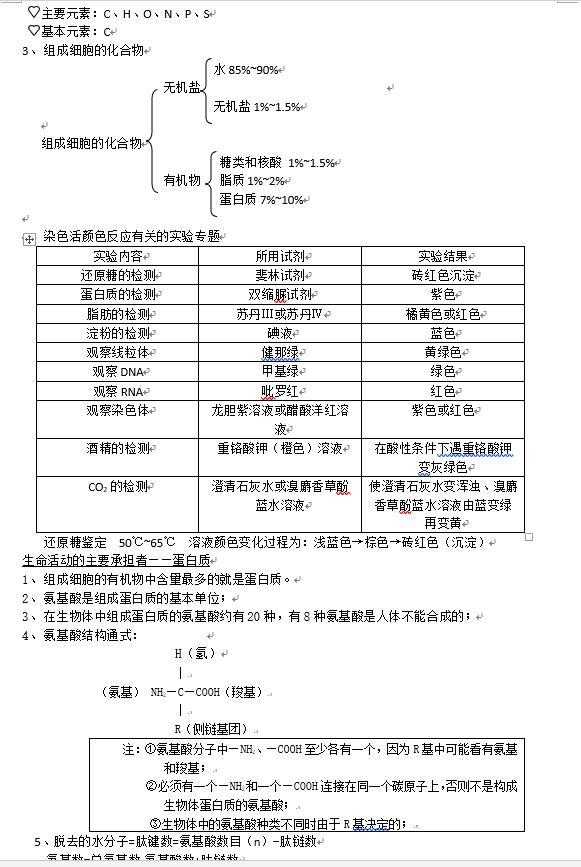 ♡主要元素：C、H、O、N、P、S
♡基本元素：C
3、组成细胞的化合物
水 85%~90%
无机盐
无机盐 1%~1.5%
组成细胞的化合物
糖类和核酸 1%~1.5%
有机物
脂质 1%~2%
蛋白质 7%~10%
染色活颜色反应有关的实验专题
实验内容 所用试剂 实验结果
还原糖的检测 斐林试剂 砖红色沉淀
蛋白质的检测 双缩脲试剂 紫色
脂肪的检测 苏丹Ⅲ或苏丹Ⅳ 橘黄色或红色
淀粉的检测 碘液 蓝色
观察线粒体 健那绿 黄绿色
观察 DNA 甲基绿 绿色
观察 RNA 吡罗红 红色
观察染色体 龙胆紫溶液或醋酸洋红溶 紫色或红色
液
酒精的检测 重铬酸钾（橙色）溶液 在酸性条件下遇重铬酸钾
变灰绿色
CO₂ 的检测 澄清石灰水或溴麝香草酚 使澄清石灰水变浑浊、溴麝
蓝水溶液 香草酚蓝水溶液由蓝变绿
再变黄
还原糖鉴定 50℃~65℃ 溶液颜色变化过程为：浅蓝色→棕色→砖红色（沉淀）
生命活动的主要承担者——蛋白质
1、组成细胞的有机物中含量最多的就是蛋白质。
2、氨基酸是组成蛋白质的基本单位；
3、在生物体中组成蛋白质的氨基酸约有 20 种，有 8 种氨基酸是人体不能合成的；
4、氨基酸结构通式：
H（氢）
|
（氨基） NH₂—C—COOH（羧基）
|
R（侧链基团）
注：①氨基酸分子中—NH₂、—COOH 至少各有一个，因为 R 基中可能看有氨基
和羧基；
②必须有一个—NH₂和一个—COOH 连接在同一个碳原子上，否则不是构成
生物体蛋白质的氨基酸；
③生物体中的氨基酸种类不同时由于 R 基决定的；
5、脱去的水分子=肽键数=氨基酸数目（n）-肽链数